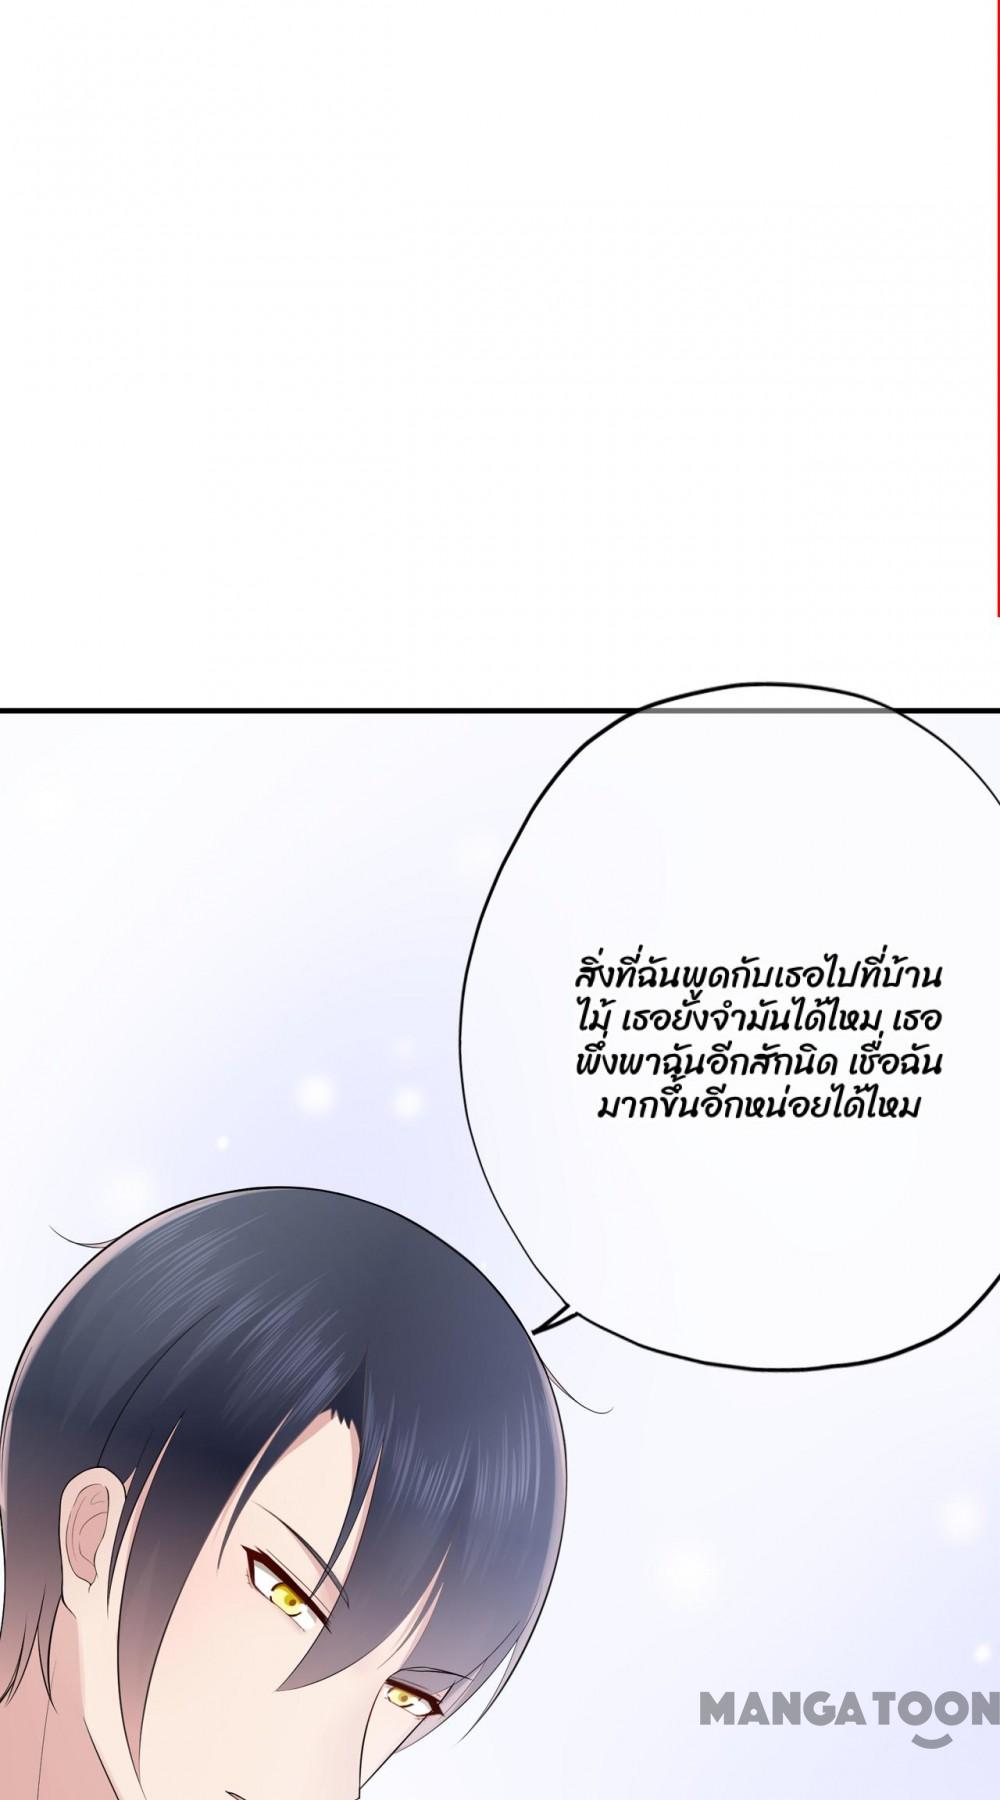 สิ่งที่ฉันพูดกับเธอไปที่บ้าน
ไม้ เธอยังจำมันได้ไหม เธอ
พึ่งพาฉันอีกสักนิด เชื่อฉัน
มากขึ้นอีกหน่อยได้ไหม
MANGATOON